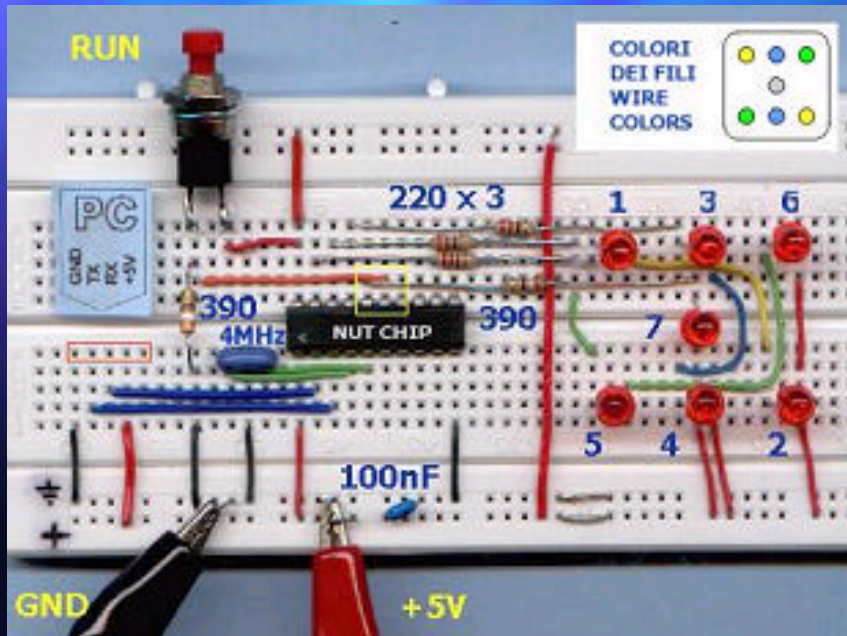 RUN
COLORI
DEI FILI
WIRE
COLORS
PC
GND
TX
RX
+5V
220 x 3
1
3
6
390
4MHz
NUT CHIP
390
7
5
4
2
100nF
+
GND
+5V